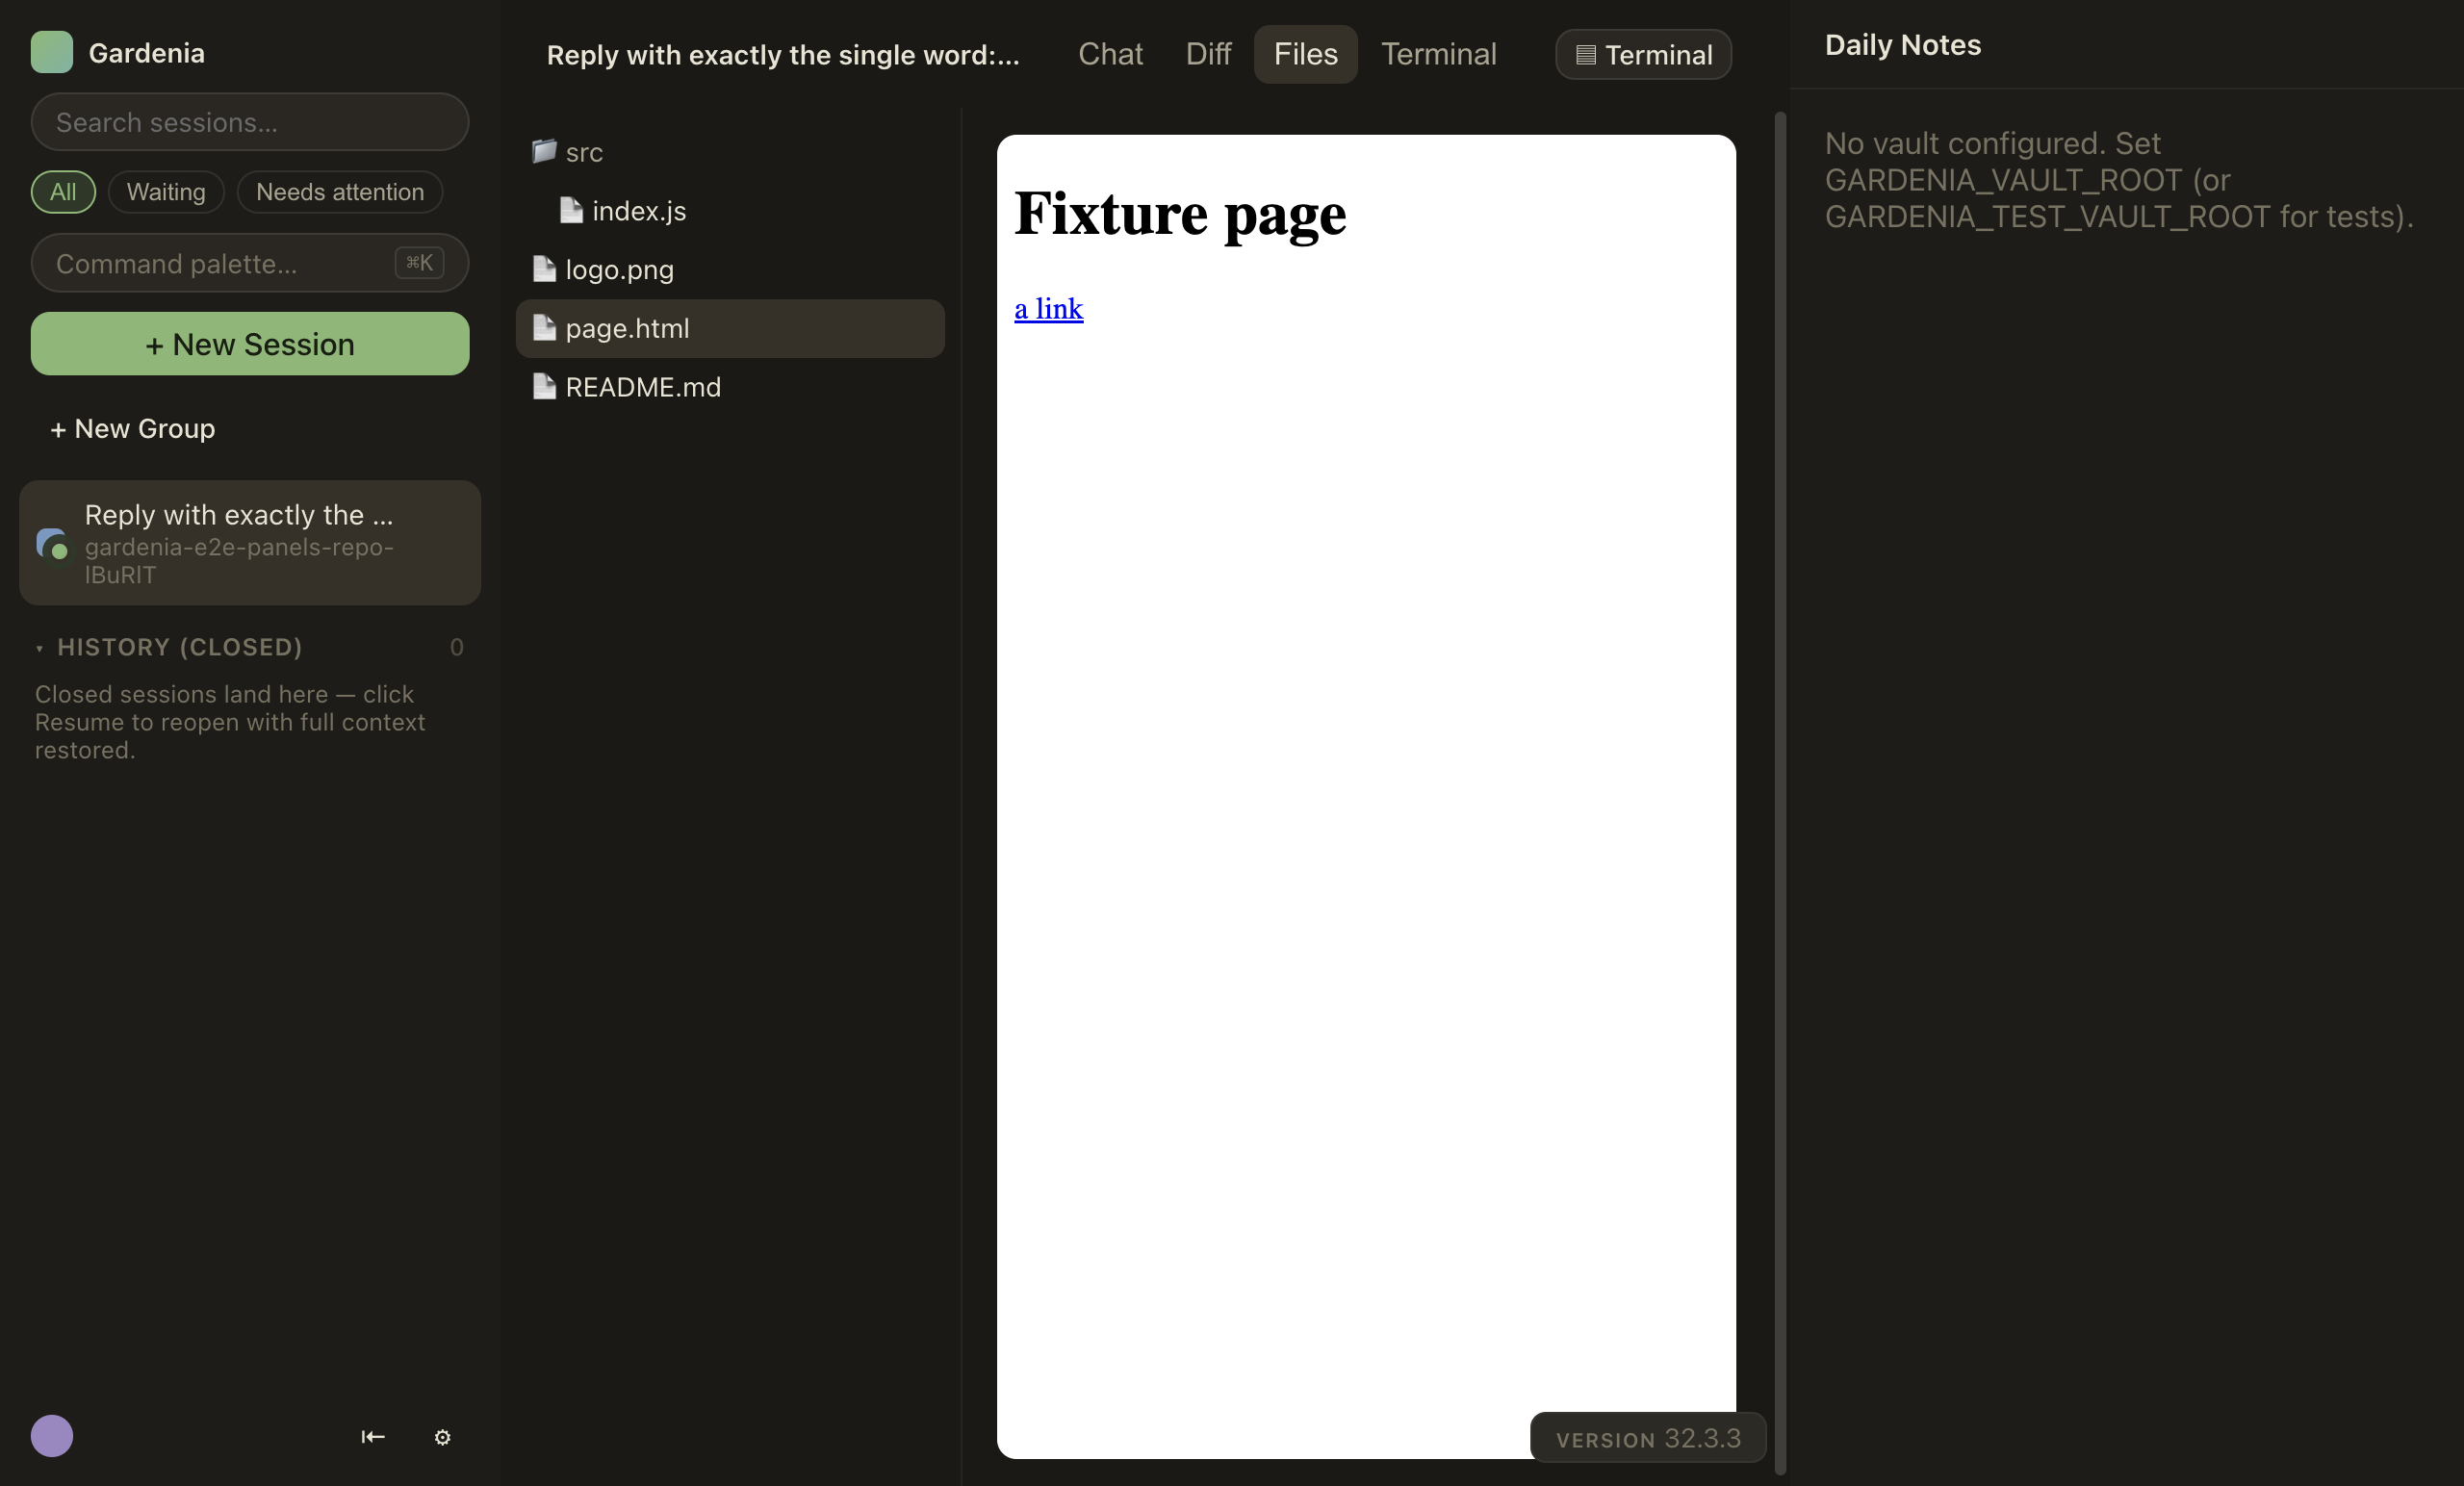 Gardenia
Search sessions...
All
Waiting
Needs attention
Command palette...
⌘K
+ New Session
+ New Group
Reply with exactly the ...
gardenia-e2e-panels-repo-
lBuRlT
HISTORY (CLOSED)
0
Closed sessions land here — click
Resume to reopen with full context
restored.
Reply with exactly the single word:...
Chat
Diff
Files
Terminal
Terminal
src
index.js
logo.png
page.html
README.md
Fixture page
a link
VERSION 32.3.3
Daily Notes
No vault configured. Set
GARDENIA_VAULT_ROOT (or
GARDENIA_TEST_VAULT_ROOT for tests).